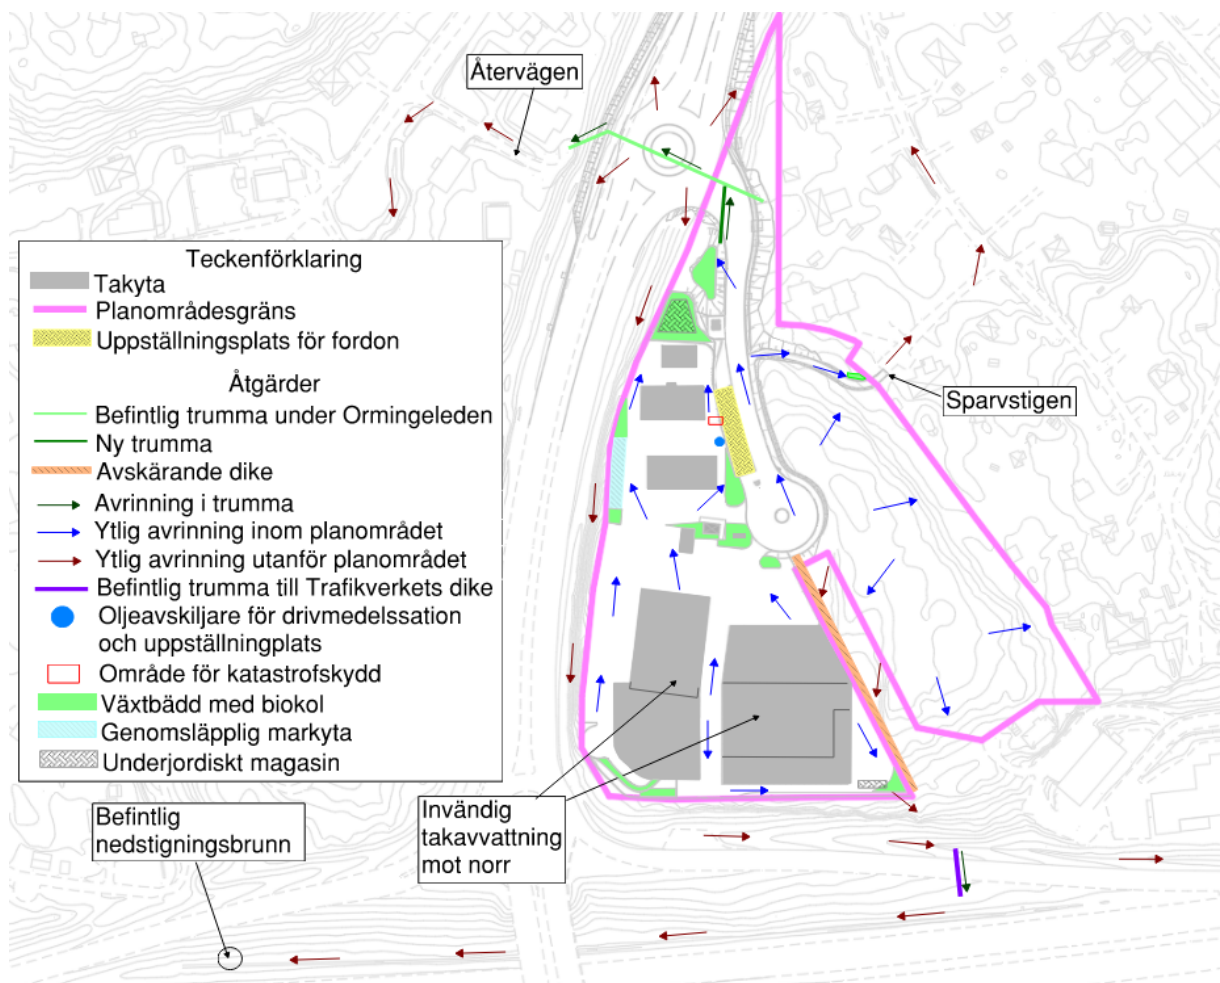 Återvägen
Teckenförklaring
Takyta
Planområdesgräns
Uppställningsplats för fordon
Åtgärder
Befintlig trumma under Ormingeleden
Ny trumma
Avskärande dike
Avrinning i trumma
Ytlig avrinning inom planområdet
Ytlig avrinning utanför planområdet
Befintlig trumma till Trafikverkets dike
Oljeavskiljare för drivmedelssation
och uppställningplats
Område för katastrofskydd
Växtbädd med biokol
Genomsläpplig markyta
Underjordiskt magasin
Sparvstigen
Befintlig
nedstigningsbrunn
Invändig
takavvattning
mot norr